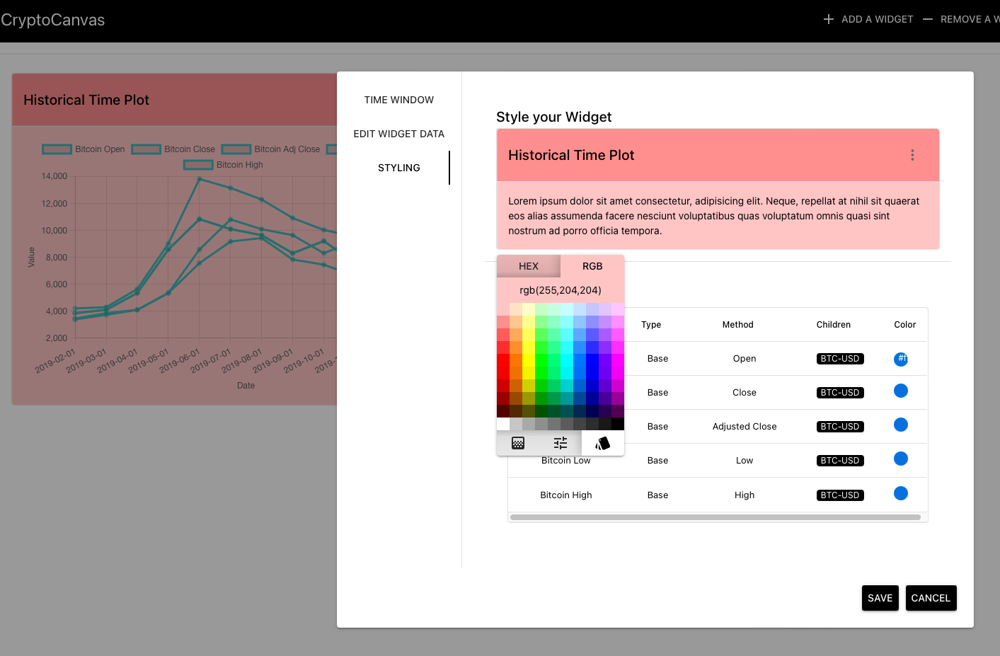 CryptoCanvas
ADD A WIDGET
REMOVE A W
Historical Time Plot
Bitcoin Open
Bitcoin Close
Bitcoin Adj Close
Bitcoin High
14,000
12,000
10,000
8,000
6,000
4,000
2,000
Value
2019-02-01
2019-03-01
2019-04-01
2019-05-01
2019-06-01
2019-07-01
2019-08-01
2019-09-01
2019-10-01
2019-1
Date
TIME WINDOW
EDIT WIDGET DATA
STYLING
Style your Widget
Historical Time Plot
Lorem ipsum dolor sit amet consectetur, adipisicing elit. Neque, repellat at nihil sit quaerat
eos alias assumenda facere nesciunt voluptatibus quas voluptatum omnis quasi sint
nostrum ad porro officia tempora.
HEX RGB
rgb(255,204,204)
Type Method Children Color
Base Open BTC-USD #f
Base Close BTC-USD
Base Adjusted Close BTC-USD
Bitcoin Low Base Low BTC-USD
Bitcoin High Base High BTC-USD
SAVE CANCEL